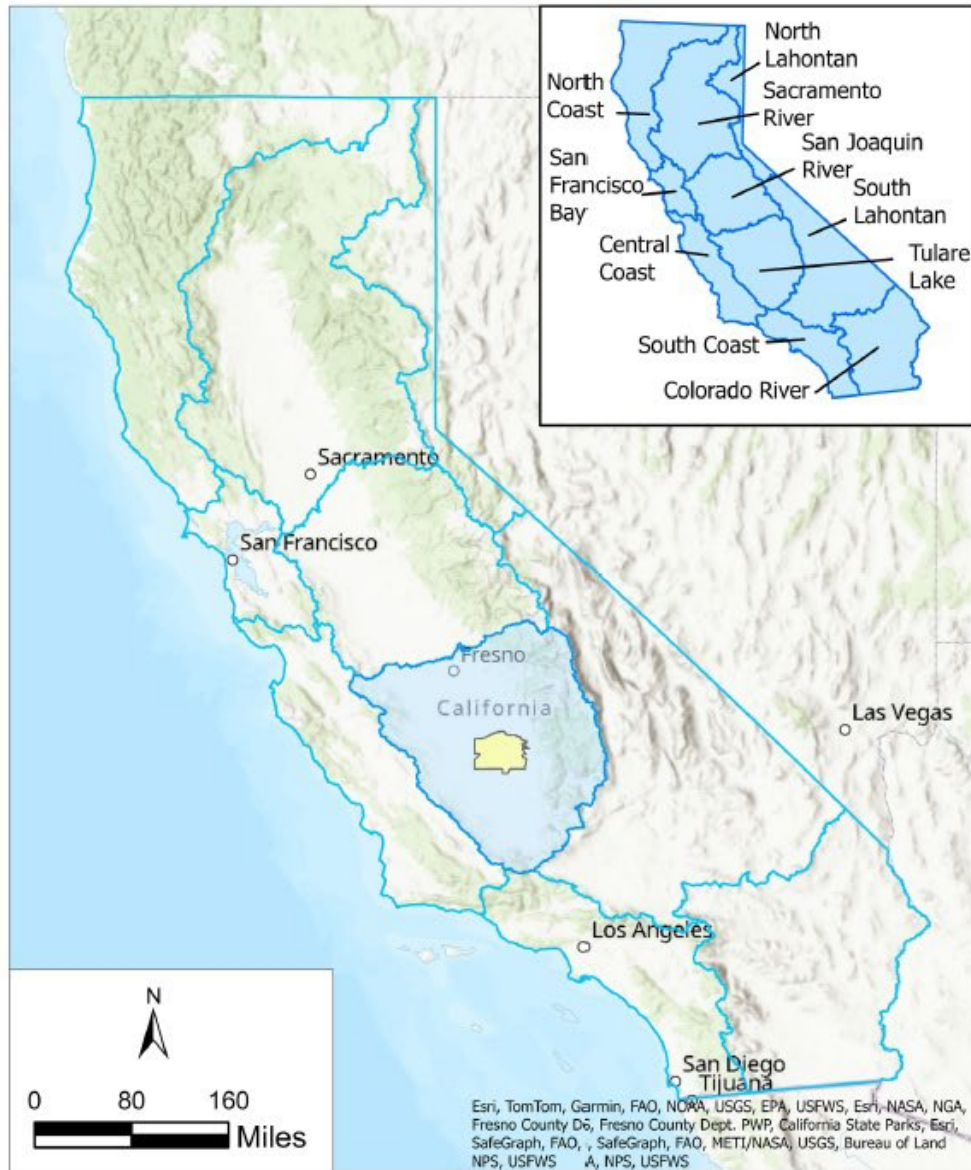 North
Lahontan
North
Coast
Sacramento
River
San Joaquin
River
San
Francisco
Bay
South
Lahontan
Central
Coast
Tulare
Lake
South Coast
Colorado River
Sacramento
San Francisco
Fresno
California
Las Vegas
Los Angeles
San Diego
Tijuana
N
0 80 160
Miles
Esri, TomTom, Garmin, FAO, NOAA, USGS, EPA, USFWS, Esri, NASA, NGA,
Fresno County D6, Fresno County Dept. PWP, California State Parks, Esri,
SafeGraph, FAO, , SafeGraph, FAO, METI/NASA, USGS, Bureum of Land
NPS, USFWS A, NPS, USFWS